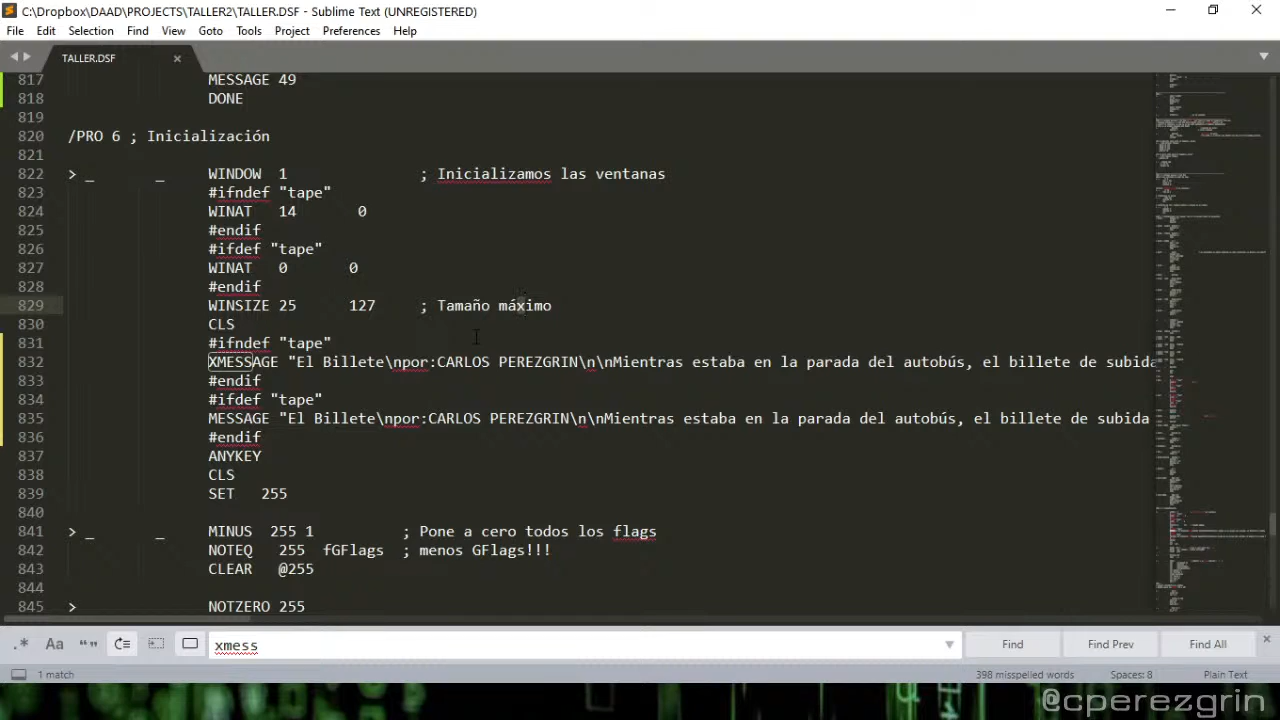 C:\Dropbox\DAAD\PROJECTS\TALLER2\TALLER.DSF - Sublime Text (UNREGISTERED)
File Edit Selection Find View Goto Tools Project Preferences Help
TALLER.DSF
817 MESSAGE 49
818 DONE
819
820 /PRO 6 ; Inicialización
821
822 > _ _ WINDOW 1 ; Inicializamos las ventanas
823 #ifndef "tape"
824 WINAT 14 0
825 #endif
826 #ifdef "tape"
827 WINAT 0 0
828 #endif
829 WINSIZE 25 127 ; Tamaño máximo
830 CLS
831 #ifndef "tape"
832 XMESSAGE "El Billete\npor:CARLOS PEREZGRIN\n\nMientras estaba en la parada del autobús, el billete de subida
833 #endif
834 #ifdef "tape"
835 MESSAGE "El Billete\npor:CARLOS PEREZGRIN\n\nMientras estaba en la parada del autobús, el billete de subida
836 #endif
837 ANYKEY
838 CLS
839 SET 255
840
841 > _ _ MINUS 255 1 ; Pone a cero todos los flags
842 NOTEQ 255 fGFlags ; menos GFlags!!!
843 CLEAR @255
844
845 > NOTZERO 255
.* Aa “” xmess Find Find Prev Find All
1 match 398 misspelled words Spaces: 8 Plain Text
@cperezgrin